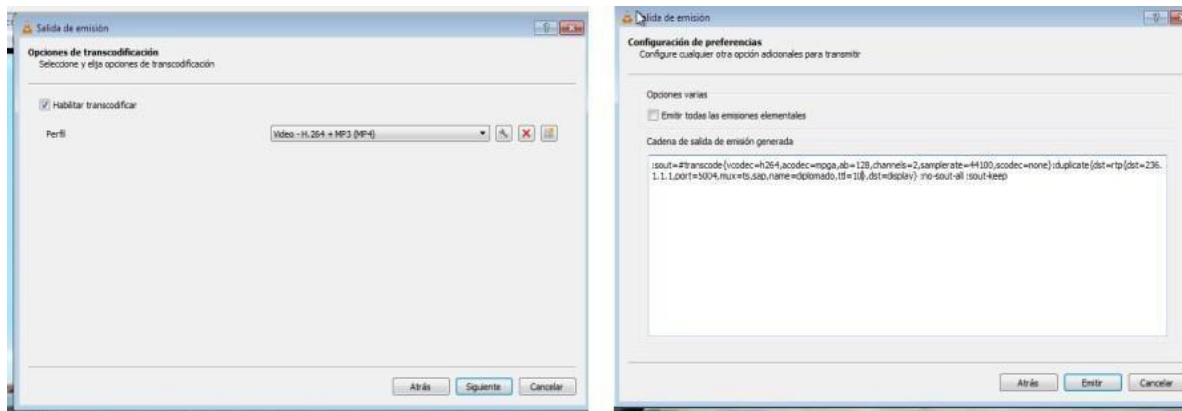 Salida de emisión
Opciones de transcodificación
Seleccione y elija opciones de transcodificación
Habilitar transcodificar
Perfil
Video - H.264 + MP3 (MP4)
Atrás
Siguiente
Cancelar
alida de emisión
Configuración de preferencias
Configure cualquier otra opción adicionales para transmitir
Opciones varias
Emitir todas las emisiones elementales
Cadena de salida de emisión generada
:sout=#transcode{vcodec=h264,acodec=mpga,ab=128,channels=2,samplerate=44100,scodec=none}:duplicate{dst=rtp{dst=236.
1.1.1,port=5004,mux=ts,sap,name=diplomado,ttl=10},dst=display} :no-sout-all :sout-keep
Atrás
Emitir
Cancelar